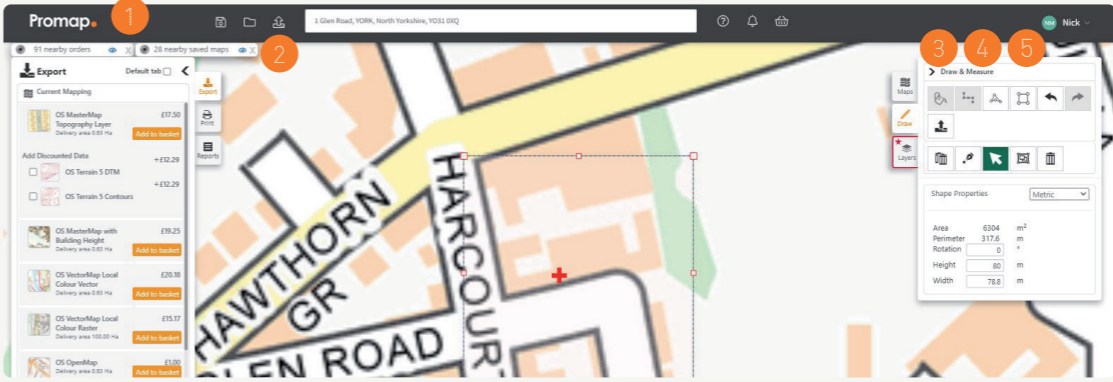 Promap
1
1 Glen Road, YORK, North Yorkshire, YO31 0XQ
NM Nick
91 nearby orders X
28 nearby saved maps X
2
3 4 5
Export Default tab
Current Mapping
OS MasterMap £17.50
Topography Layer
Delivery area 0.63 Ha Add to basket
Add Discounted Data +£12.29
OS Terrain 5 DTM
+£12.29
OS Terrain 5 Contours
OS MasterMap with £19.25
Building Height
Delivery area 0.63 Ha Add to basket
OS VectorMap Local £20.18
Colour Vector
Delivery area 0.63 Ha Add to basket
OS VectorMap Local £15.17
Colour Raster
Delivery area 100.00 Ha Add to basket
OS OpenMap £1.00
Delivery area 0.63 Ha Add to basket
Export
Print
Reports
HAWTHORN
GR
GLEN ROAD
HARCOURT
Maps
Draw
Layers
Draw & Measure
Shape Properties Metric
Area 6304 m²
Perimeter 317.6 m
Rotation 0 °
Height 80 m
Width 78.8 m